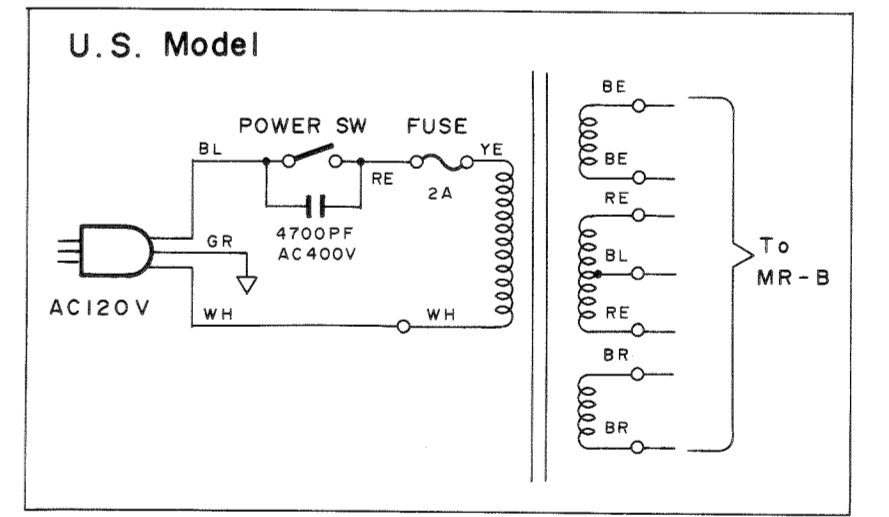 U.S. Model
POWER SW
FUSE
BL
RE
YE
2A
4700PF
AC400V
GR
AC120V
WH
WH
BE
BE
RE
BL
RE
BR
BR
To
MR-B